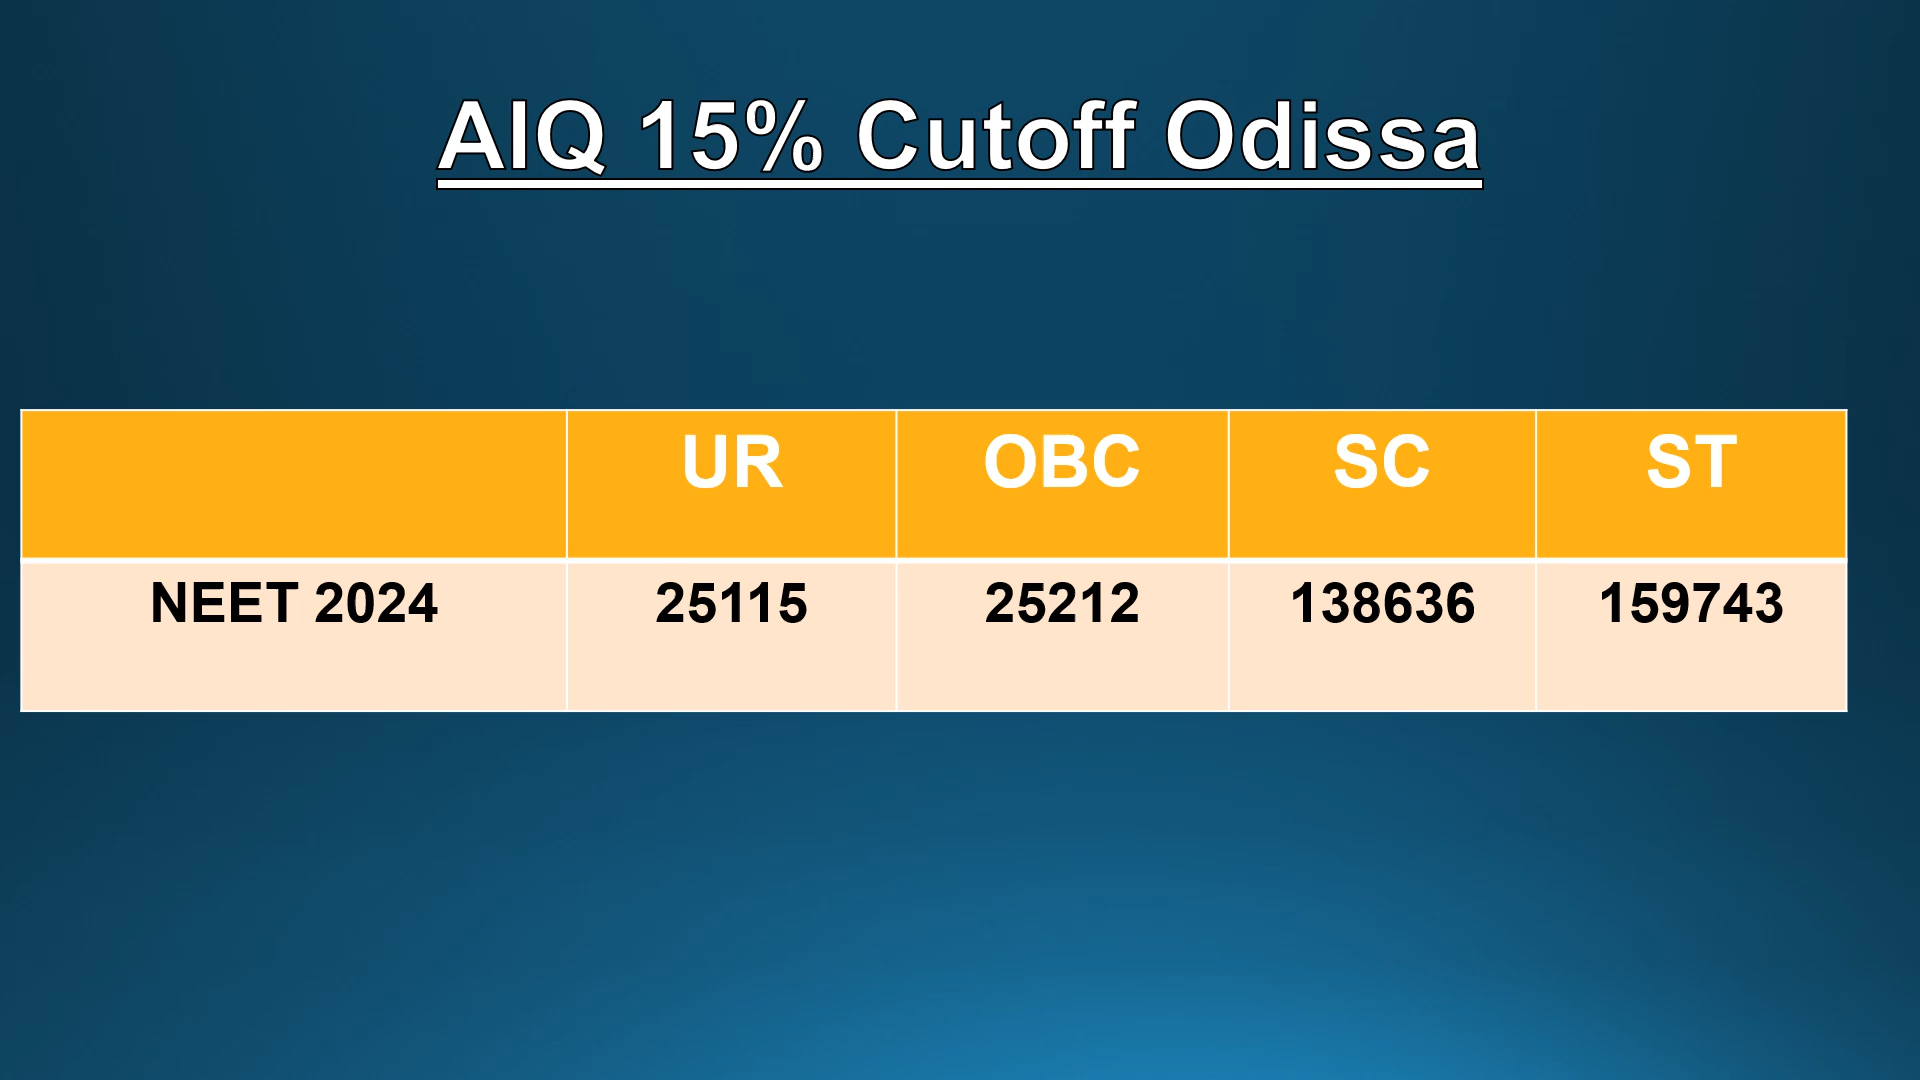 AIQ 15% Cutoff Odissa
UR OBC SC ST
NEET 2024 25115 25212 138636 159743